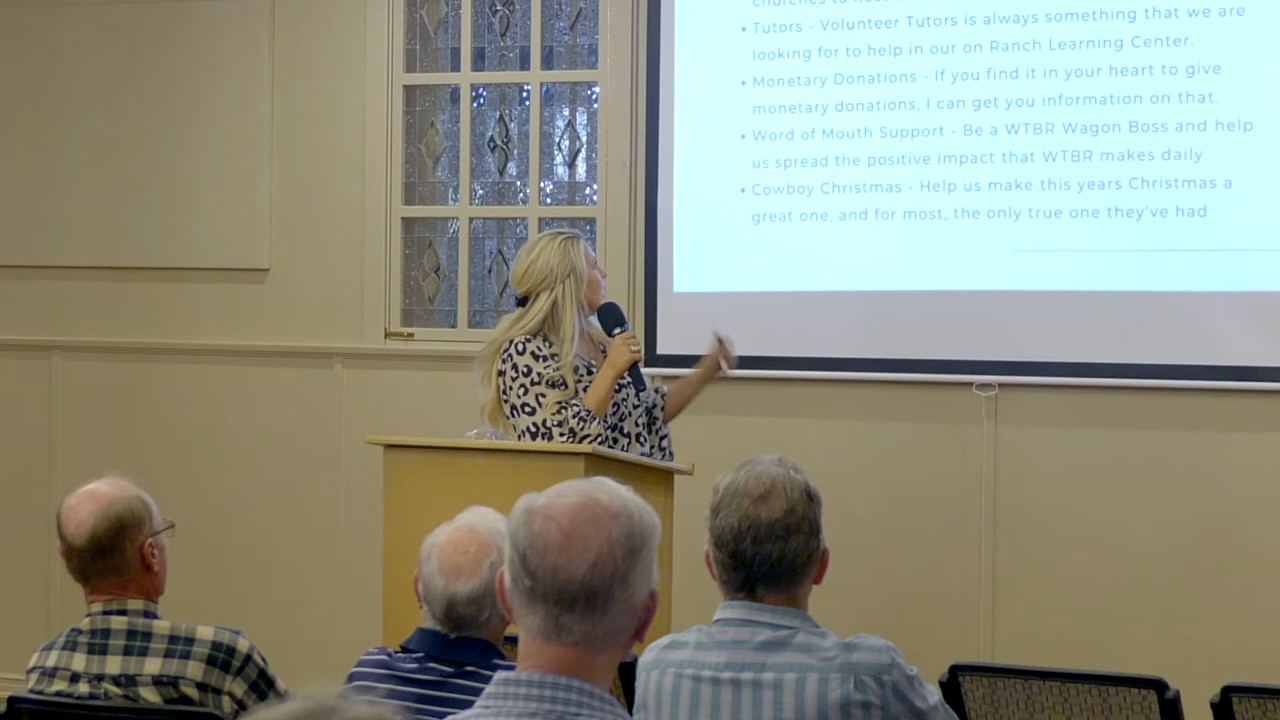 churches to host
• Tutors - Volunteer Tutors is always something that we are
looking for to help in our on Ranch Learning Center.
• Monetary Donations - If you find it in your heart to give
monetary donations, I can get you information on that.
• Word of Mouth Support - Be a WTBR Wagon Boss and help
us spread the positive impact that WTBR makes daily.
• Cowboy Christmas - Help us make this years Christmas a
great one, and for most, the only true one they've had.